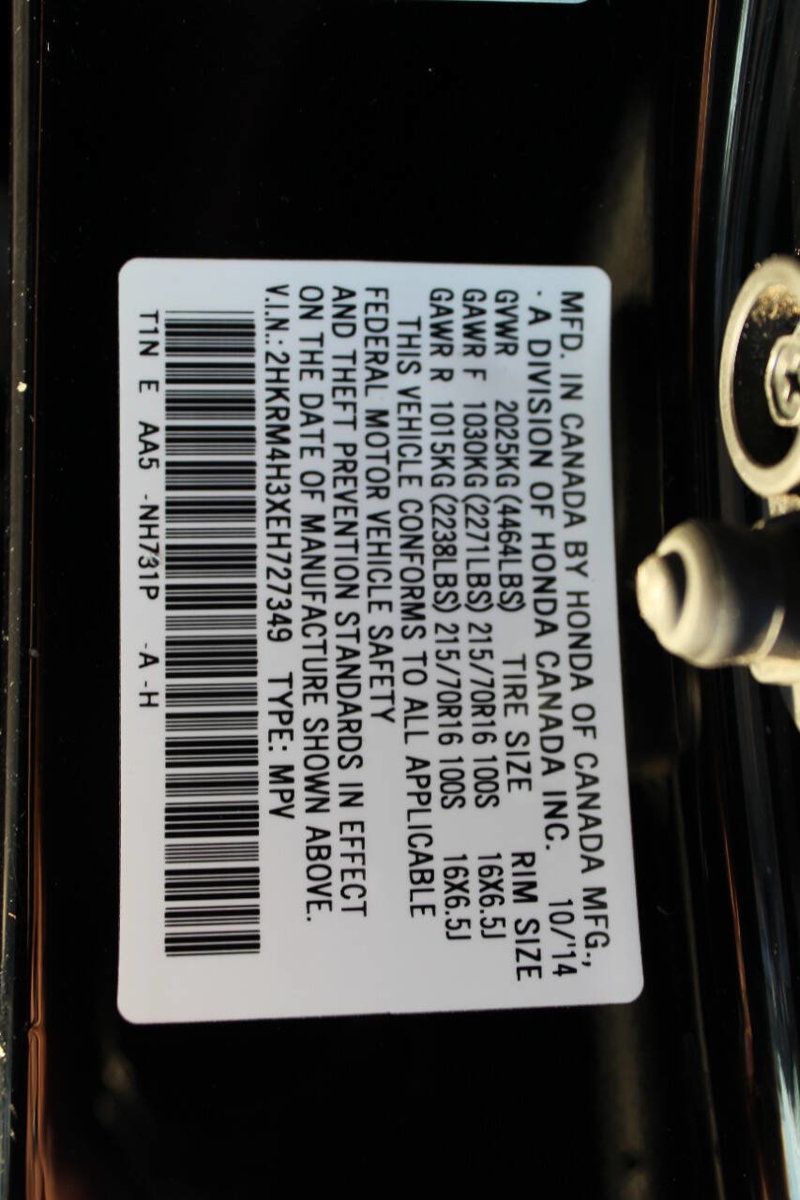 MFD. IN CANADA BY HONDA OF CANADA MFG.,
· A DIVISION OF HONDA CANADA INC. 10/'14
GVWR 2025KG (4464LBS) TIRE SIZE RIM SIZE
GAWR F 1030KG (2271LBS) 215/70R16 100S 16X6.5J
GAWR R 1015KG (2238LBS) 215/70R16 100S 16X6.5J
THIS VEHICLE CONFORMS TO ALL APPLICABLE
FEDERAL MOTOR VEHICLE SAFETY
AND THEFT PREVENTION STANDARDS IN EFFECT
ON THE DATE OF MANUFACTURE SHOWN ABOVE.
V.I.N.: 2HKRM4H3XEH727349 TYPE: MPV
T1N E AA5 -NH731P -A -H